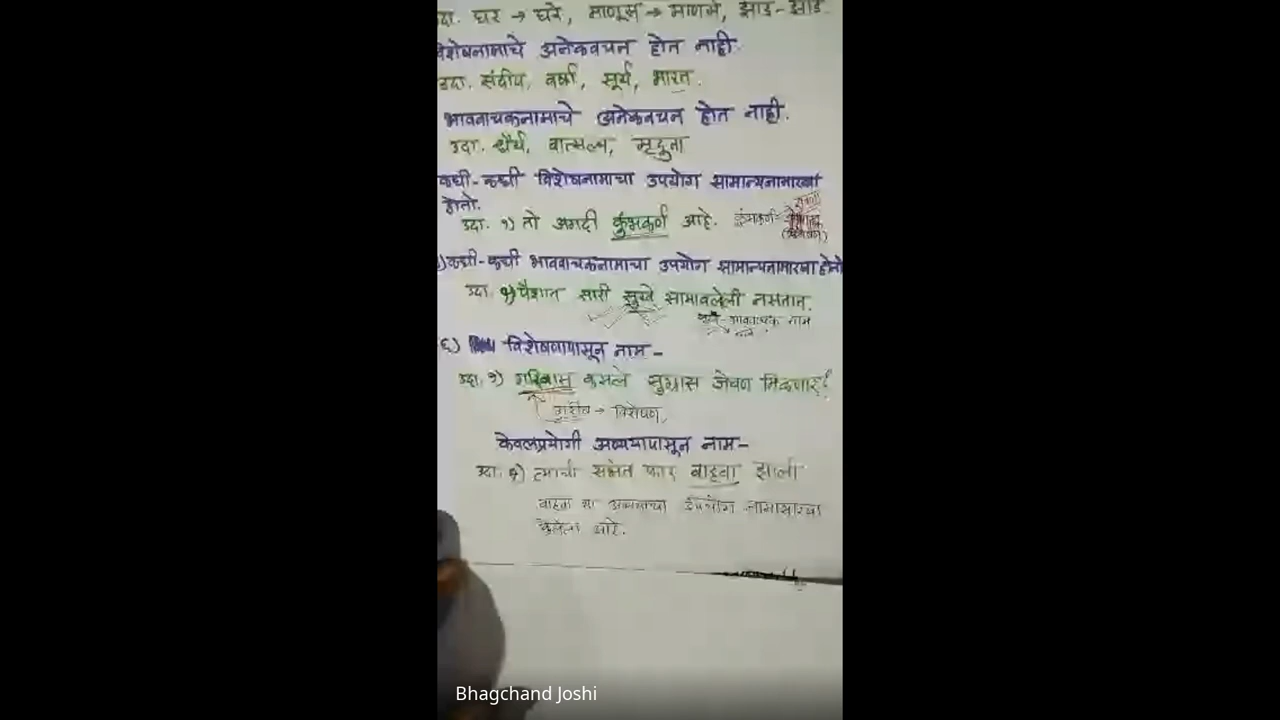 उदा. घर → घरे, माणूस → माणसे, झाड - झाडे
विशेषनामाचे अनेकवचन होत नाही.
उदा. संदीप, वर्षा, सूर्य, भारत.
भाववाचकनामाचे अनेकवचन होत नाही.
उदा. धैर्य, वात्सल्य, मृदुता
कधी-कधी विशेषनामाचा उपयोग सामान्यनामासारखा
होतो.
उदा. १) तो अगदी कुंभकर्ण आहे. कुंभकर्ण -
कधी-कधी भाववाचकनामाचा उपयोग सामान्यनामासारखा होतो
उदा. १) पैशात सारी सुखे सामावलेली नसतात.
भाववाचक नाम
६) विशेषणापासून नाम -
उदा. १) गरिबास कसले सुग्रास जेवण मिळणार!
गरीब → विशेषण.
केवलप्रयोगी अव्ययापासून नाम -
उदा. १) त्याची सभेत फार वाहवा झाली
वाहवा या अव्ययाचा उपयोग नामासारखा
केलेला आहे.
Bhagchand Joshi